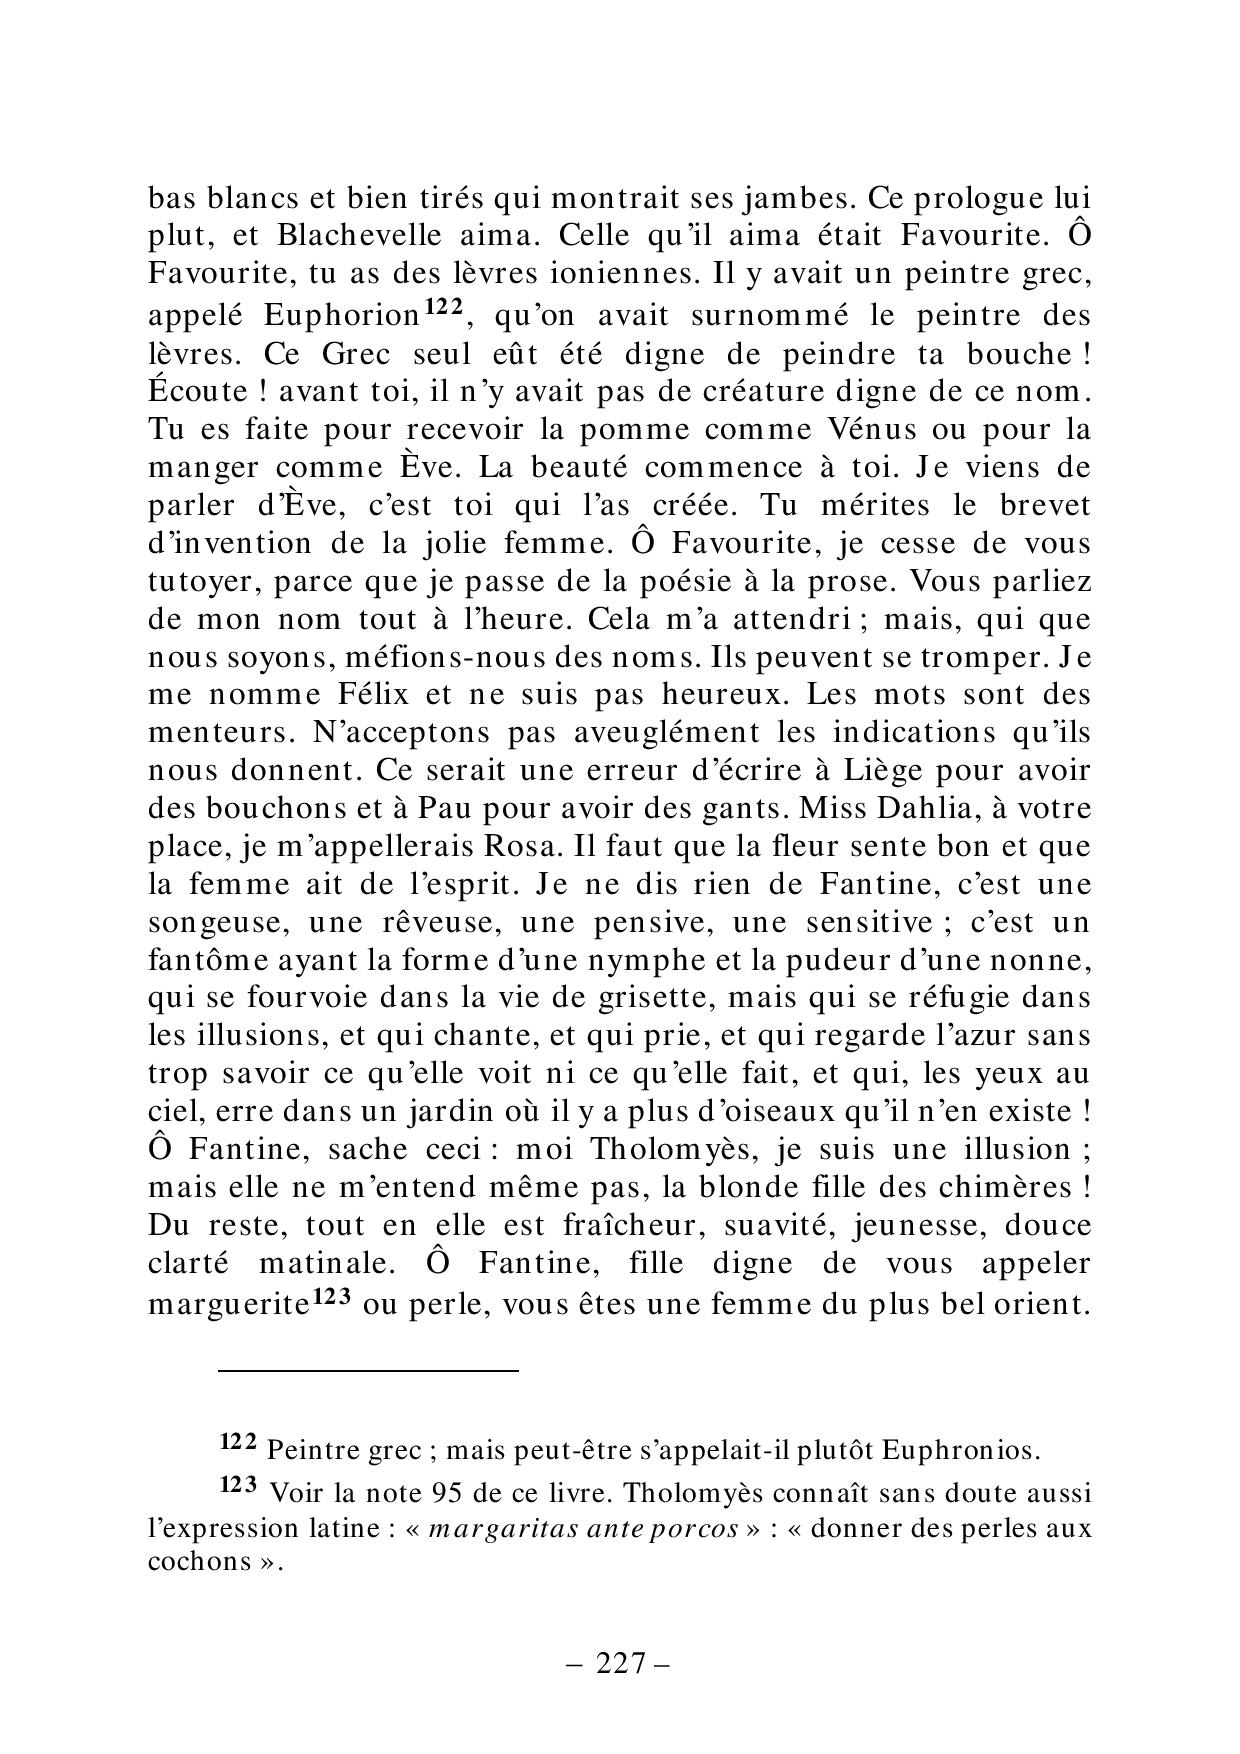 bas blancs et bien tirés qui montrait ses jambes. Ce prologue lui
plut, et Blachevelle aima. Celle qu’il aima était Favourite. Ô
Favourite, tu as des lèvres ioniennes. Il y avait un peintre grec,
appelé Euphorion122, qu’on avait surnommé le peintre des
lèvres. Ce Grec seul eût été digne de peindre ta bouche !
Écoute ! avant toi, il n’y avait pas de créature digne de ce nom.
Tu es faite pour recevoir la pomme comme Vénus ou pour la
manger comme Ève. La beauté commence à toi. Je viens de
parler d’Ève, c’est toi qui l’as créée. Tu mérites le brevet
d’invention de la jolie femme. Ô Favourite, je cesse de vous
tutoyer, parce que je passe de la poésie à la prose. Vous parliez
de mon nom tout à l’heure. Cela m’a attendri ; mais, qui que
nous soyons, méfions-nous des noms. Ils peuvent se tromper. Je
me nomme Félix et ne suis pas heureux. Les mots sont des
menteurs. N’acceptons pas aveuglément les indications qu’ils
nous donnent. Ce serait une erreur d’écrire à Liège pour avoir
des bouchons et à Pau pour avoir des gants. Miss Dahlia, à votre
place, je m’appellerais Rosa. Il faut que la fleur sente bon et que
la femme ait de l’esprit. Je ne dis rien de Fantine, c’est une
songeuse, une rêveuse, une pensive, une sensitive ; c’est un
fantôme ayant la forme d’une nymphe et la pudeur d’une nonne,
qui se fourvoie dans la vie de grisette, mais qui se réfugie dans
les illusions, et qui chante, et qui prie, et qui regarde l’azur sans
trop savoir ce qu’elle voit ni ce qu’elle fait, et qui, les yeux au
ciel, erre dans un jardin où il y a plus d’oiseaux qu’il n’en existe !
Ô Fantine, sache ceci : moi Tholomyès, je suis une illusion ;
mais elle ne m’entend même pas, la blonde fille des chimères !
Du reste, tout en elle est fraîcheur, suavité, jeunesse, douce
clarté matinale. Ô Fantine, fille digne de vous appeler
marguerite123 ou perle, vous êtes une femme du plus bel orient.
122 Peintre grec ; mais peut-être s’appelait-il plutôt Euphronios.
123 Voir la note 95 de ce livre. Tholomyès connaît sans doute aussi
l’expression latine : « margaritas ante porcos » : « donner des perles aux
cochons ».
– 227 –